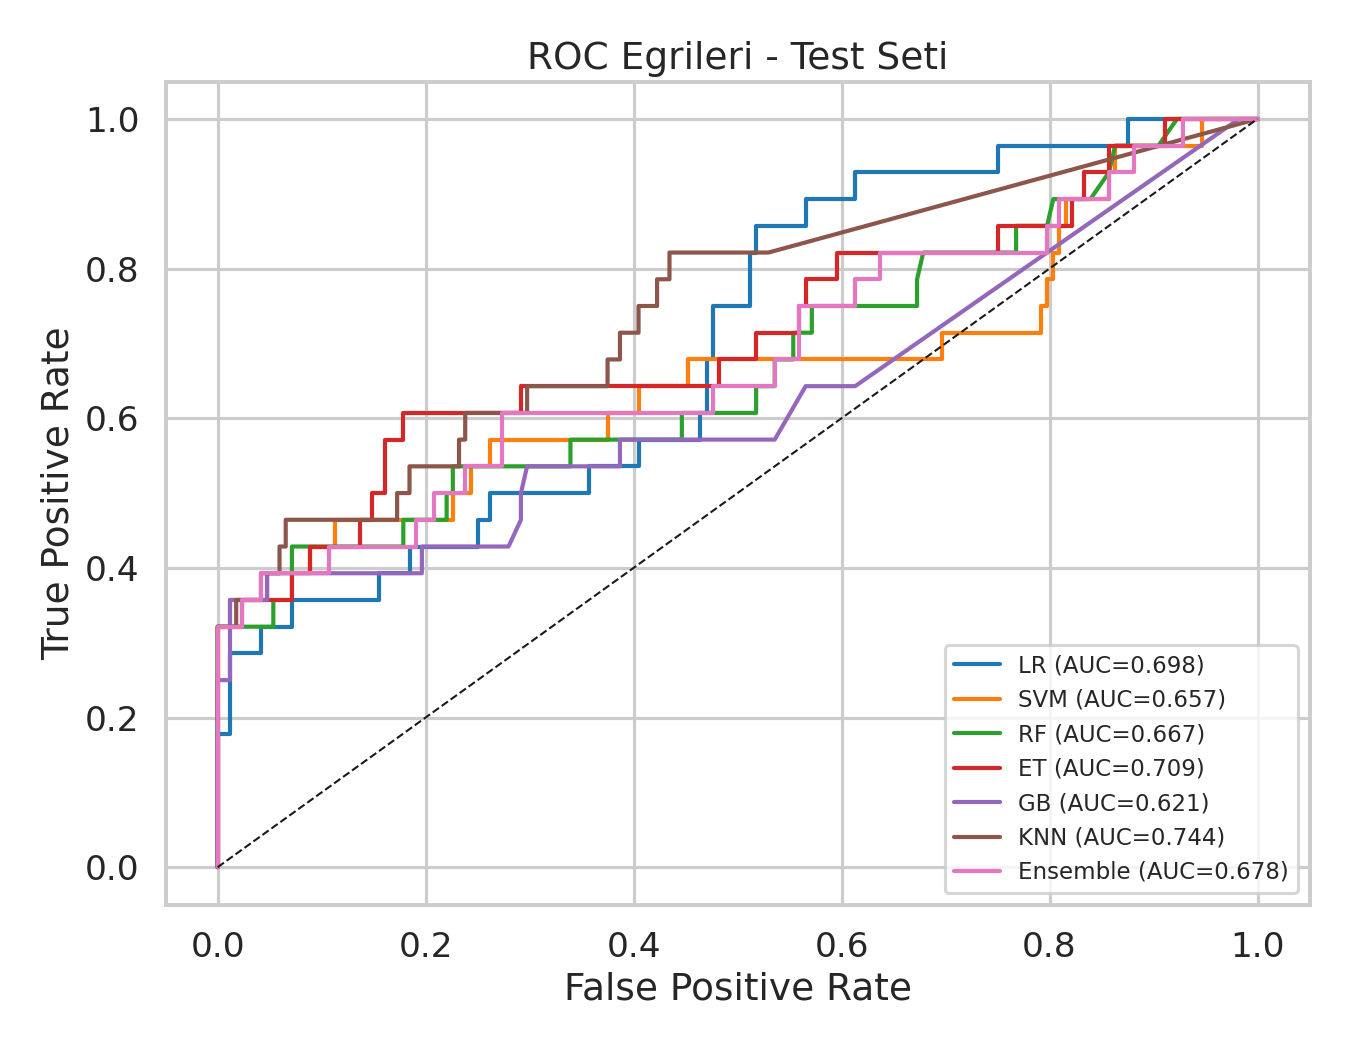 ROC Egrileri - Test Seti
1.0
0.8
0.6
0.4
0.2
0.0
True Positive Rate
LR (AUC=0.698)
SVM (AUC=0.657)
RF (AUC=0.667)
ET (AUC=0.709)
GB (AUC=0.621)
KNN (AUC=0.744)
Ensemble (AUC=0.678)
0.0 0.2 0.4 0.6 0.8 1.0
False Positive Rate